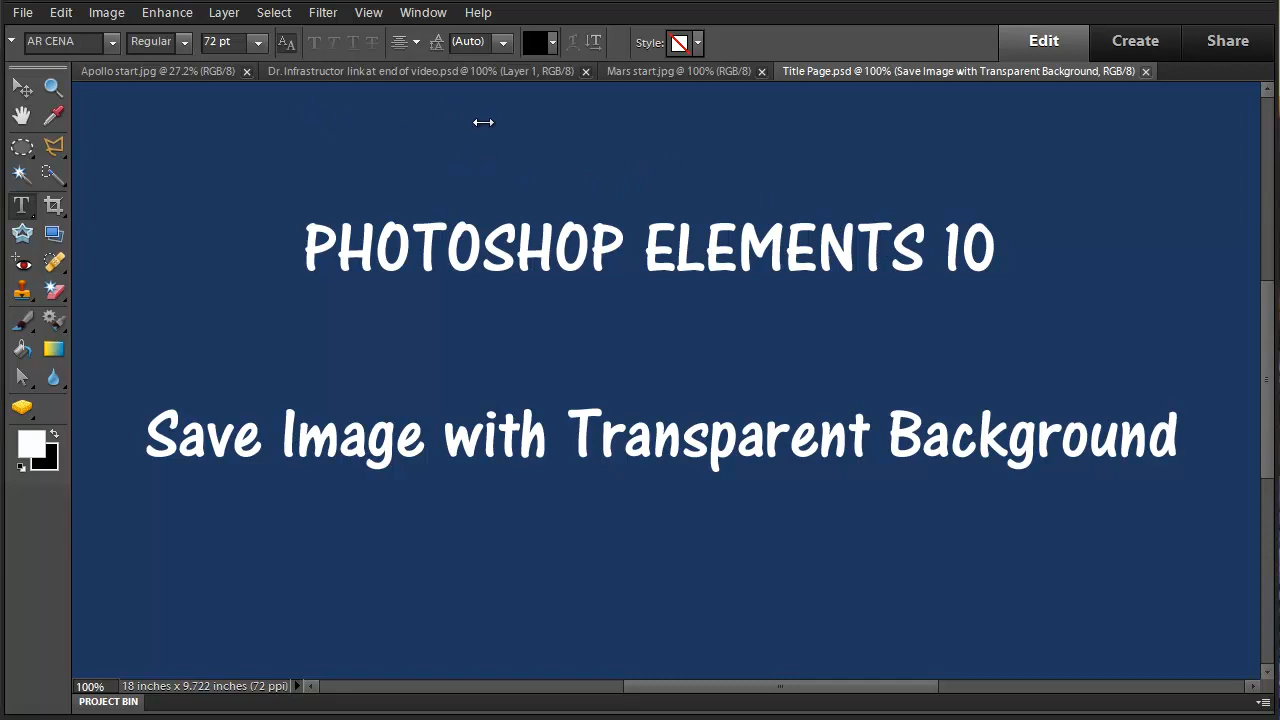 File Edit Image Enhance Layer Select Filter View Window Help
AR CENA Regular 72 pt (Auto) Style: Edit Create Share
Apollo start.jpg @ 27.2% (RGB/8) Dr. Infrastructor link at end of video.psd @ 100% (Layer 1, RGB/8) Mars start.jpg @ 100% (RGB/8) Title Page.psd @ 100% (Save Image with Transparent Background, RGB/8)
PHOTOSHOP ELEMENTS 10
Save Image with Transparent Background
100% 18 inches x 9.722 inches (72 ppi)
PROJECT BIN